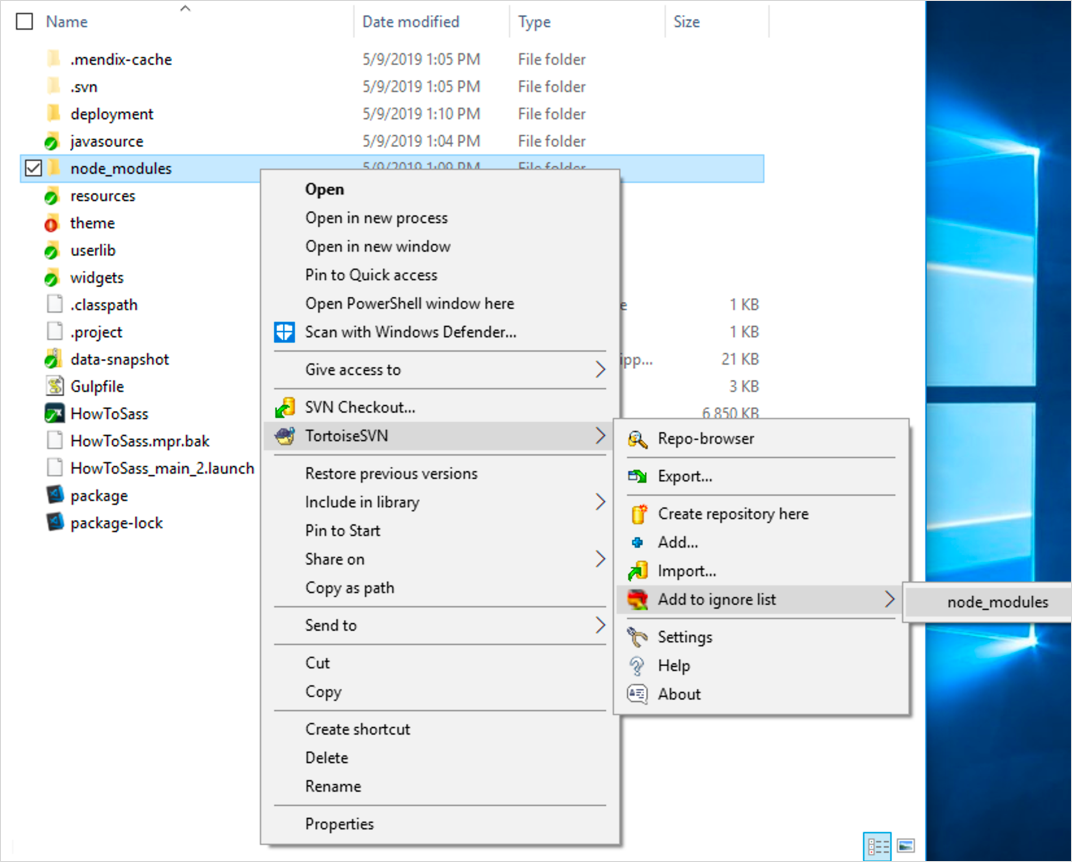 Name Date modified Type Size
.mendix-cache 5/9/2019 1:05 PM File folder
.svn 5/9/2019 1:05 PM File folder
deployment 5/9/2019 1:10 PM File folder
javasource 5/9/2019 1:04 PM File folder
node_modules 5/9/2019 1:09 PM File folder
resources
theme
userlib
widgets
.classpath 1 KB
.project 1 KB
data-snapshot 21 KB
Gulpfile 3 KB
HowToSass 6,850 KB
HowToSass.mpr.bak
HowToSass_main_2.launch
package
package-lock
Open
Open in new process
Open in new window
Pin to Quick access
Open PowerShell window here
Scan with Windows Defender...
Give access to
SVN Checkout...
TortoiseSVN
Restore previous versions
Include in library
Pin to Start
Share on
Copy as path
Send to
Cut
Copy
Create shortcut
Delete
Rename
Properties
Repo-browser
Export...
Create repository here
Add...
Import...
Add to ignore list
Settings
Help
About
node_modules